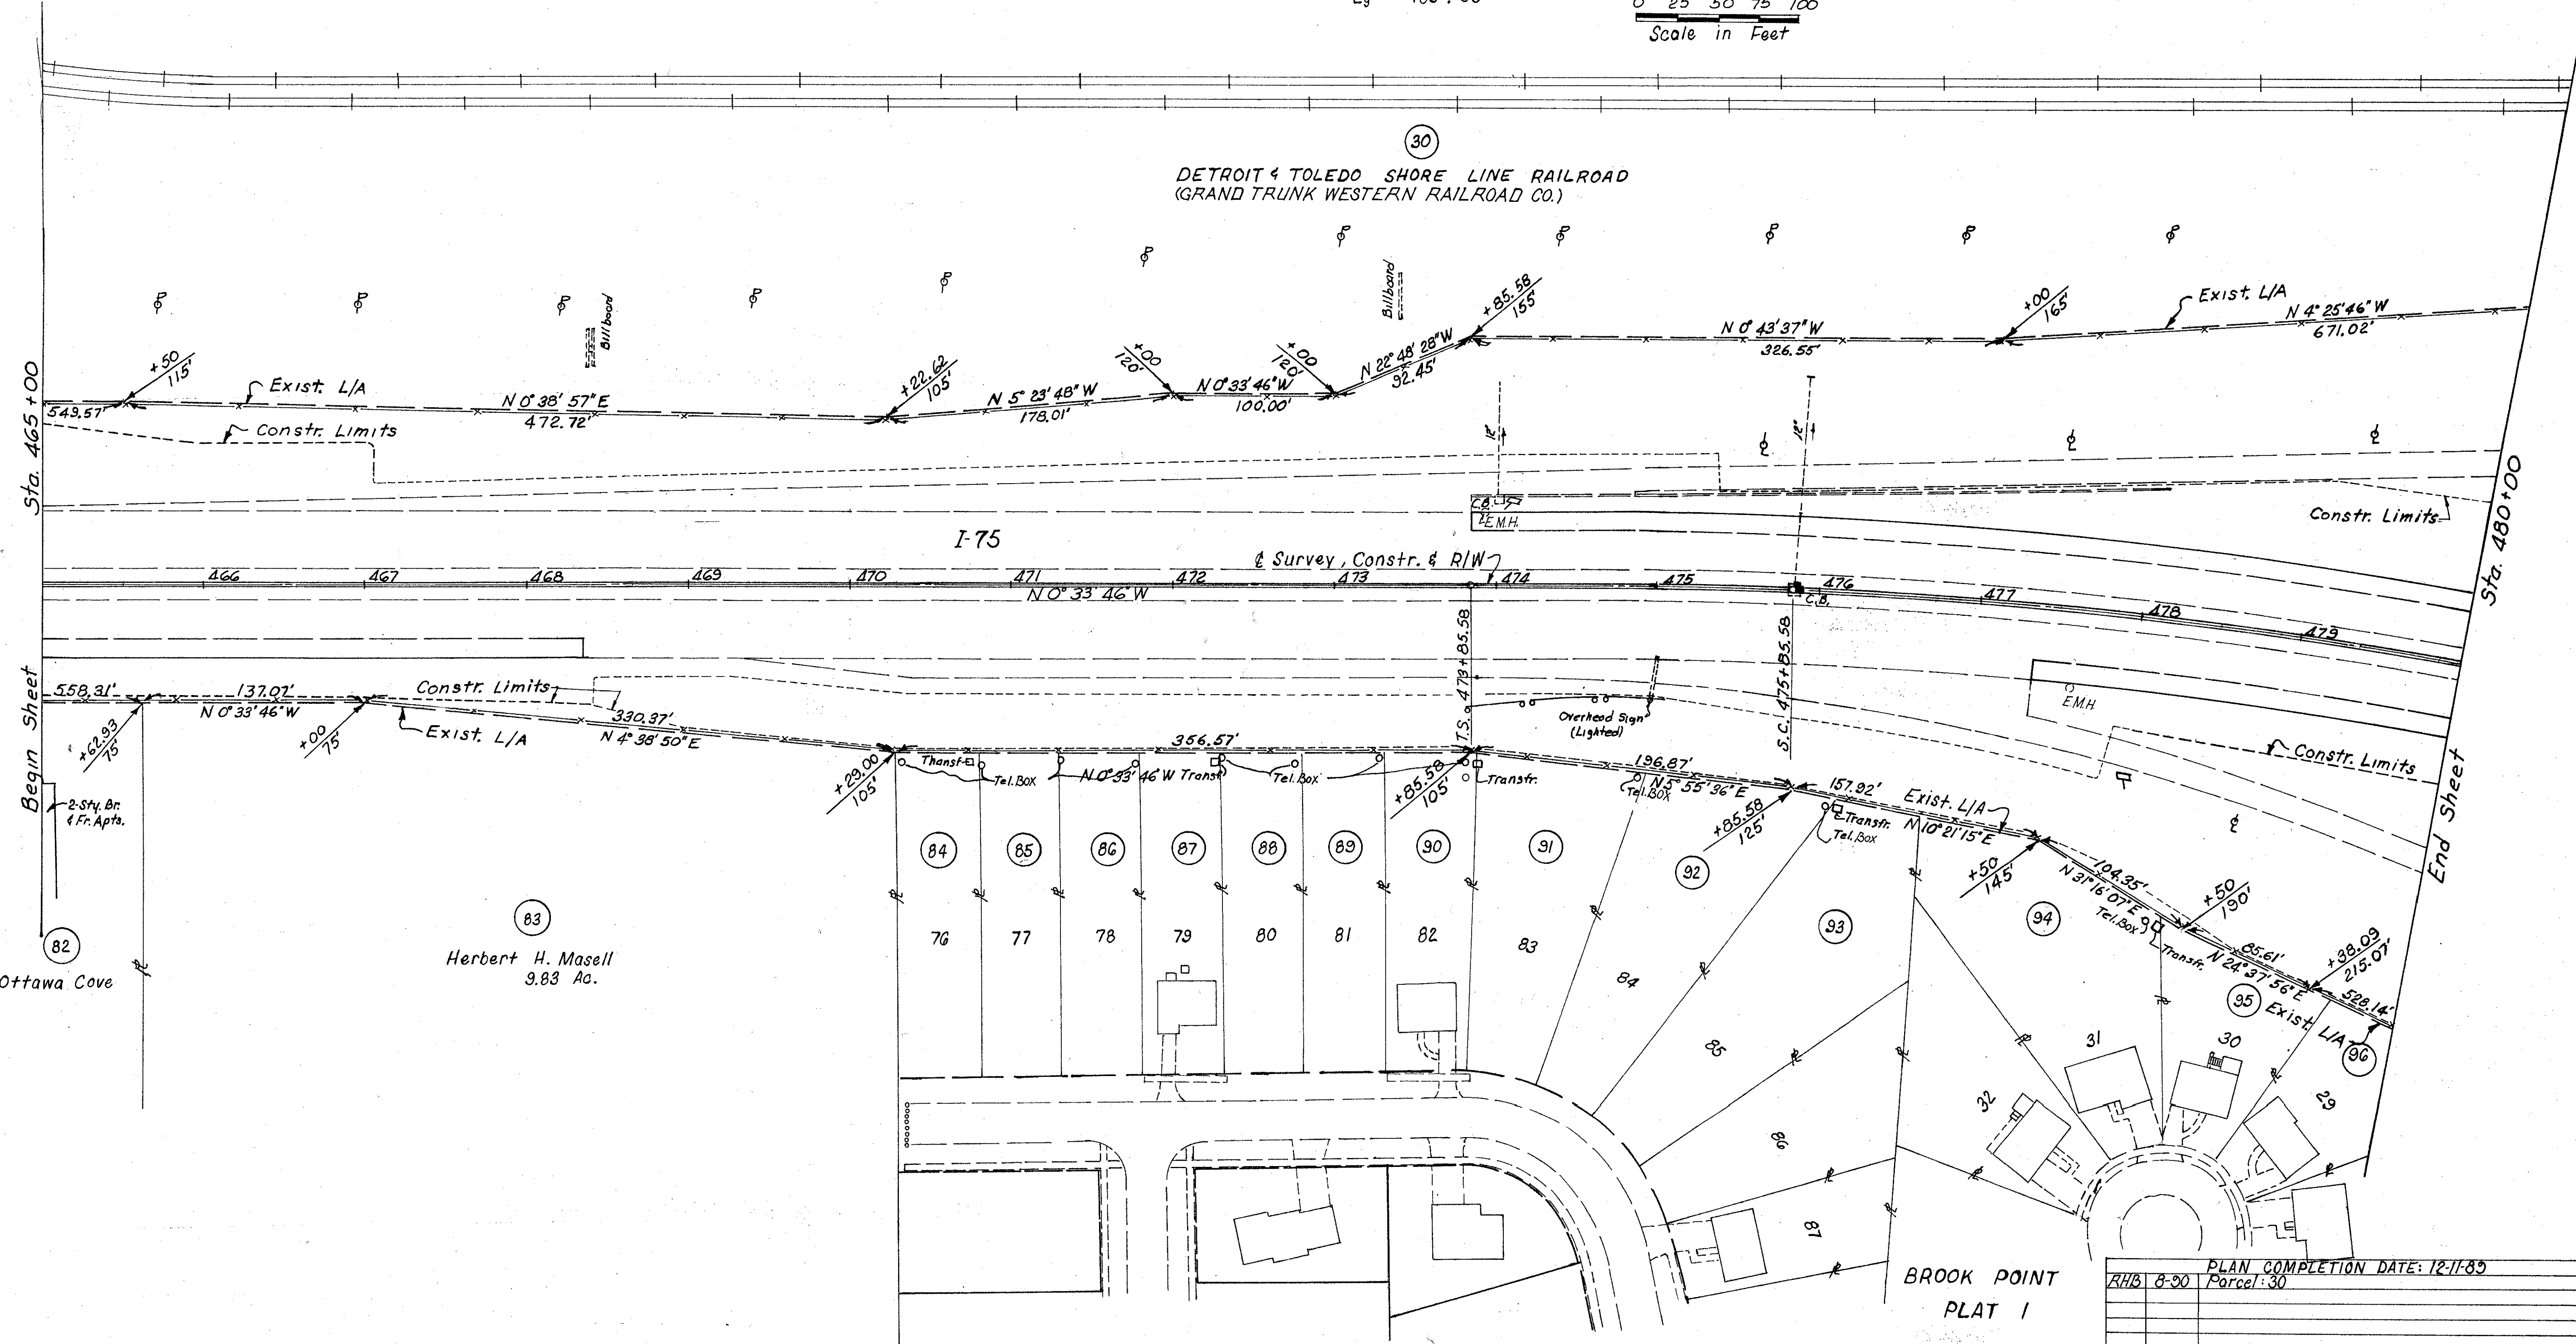 0 25 50 75 100
Scale in Feet
30
DETROIT & TOLEDO SHORE LINE RAILROAD
(GRAND TRUNK WESTERN RAILROAD CO.)
Billboard
Billboard
+50
115'
Exist. L/A
549.57'
N 0° 38' 57" E
472.72'
+22.62
105'
N 5° 23' 48" W
178.01'
+00
120'
N 0° 33' 46" W
100.00'
+00
120'
N 22° 48' 28" W
92.45'
+85.58
155'
N 0° 43' 37" W
326.55'
+00
165'
Exist. L/A
N 4° 25' 46" W
671.02'
Sta. 465+00
Constr. Limits
12"
12"
C.B.
E.M.H.
Constr. Limits
Sta. 480+00
I-75
℄ Survey, Constr. & R/W
466 467 468 469 470 471 472 473 474 475 476 477 478 479
N 0° 33' 46" W
C.B.
T.S. 473+85.58
S.C. 475+85.58
Begin Sheet
558.31'
137.07'
N 0° 33' 46" W
+62.93
75'
+00
75'
Constr. Limits
Exist. L/A
330.37'
N 4° 38' 50" E
+29.00
105'
356.57'
N 0° 33' 46" W
Transf.
Tel. Box
Transf.
Tel. Box
+85.58
105'
Transfr.
Overhead Sign
(Lighted)
196.87'
N 5° 55' 36" E
Tel. Box
+85.58
125'
157.92'
N 10° 21' 15" E
Exist. L/A
Transfr.
Tel. Box
E.M.H.
Constr. Limits
+50
145'
104.35'
N 31° 16' 07" E
Tel. Box
Transfr.
+50
190'
85.61'
N 24° 37' 56" E
+38.09
215.07'
528.14'
Exist. L/A
End Sheet
2-Sty. Br.
& Fr. Apts.
82
Ottawa Cove
83
Herbert H. Masell
9.83 Ac.
84 85 86 87 88 89 90 91 92 93 94 95 96
76 77 78 79 80 81 82 83 84 85 86 87
32 31 30 29
BROOK POINT
PLAT 1
PLAN COMPLETION DATE: 12-11-89
RHB 8-90 Parcel: 30